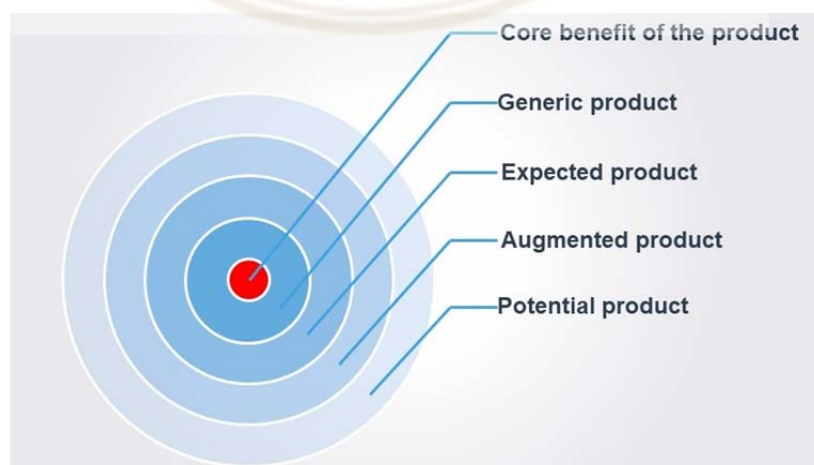 Core benefit of the product
Generic product
Expected product
Augmented product
Potential product